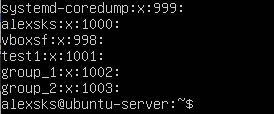 systemd-coredump:x:999:
alexsks:x:1000:
vboxsf:x:998:
test1:x:1001:
group_1:x:1002:
group_2:x:1003:
alexsks@ubuntu-server:~$